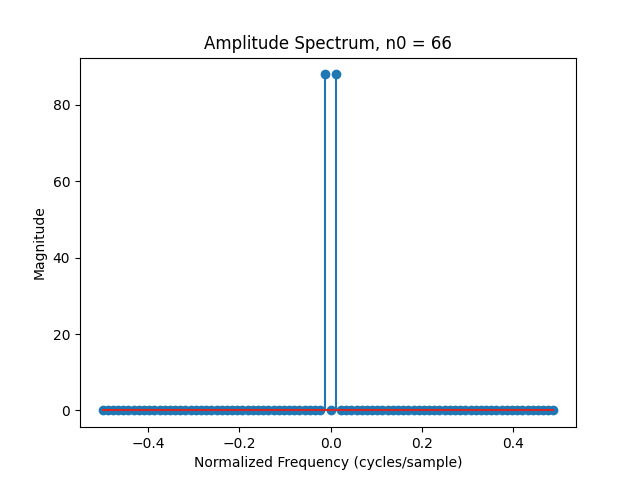 Amplitude Spectrum, n0 = 66
80
60
40
20
0
Magnitude
−0.4 −0.2 0.0 0.2 0.4
Normalized Frequency (cycles/sample)